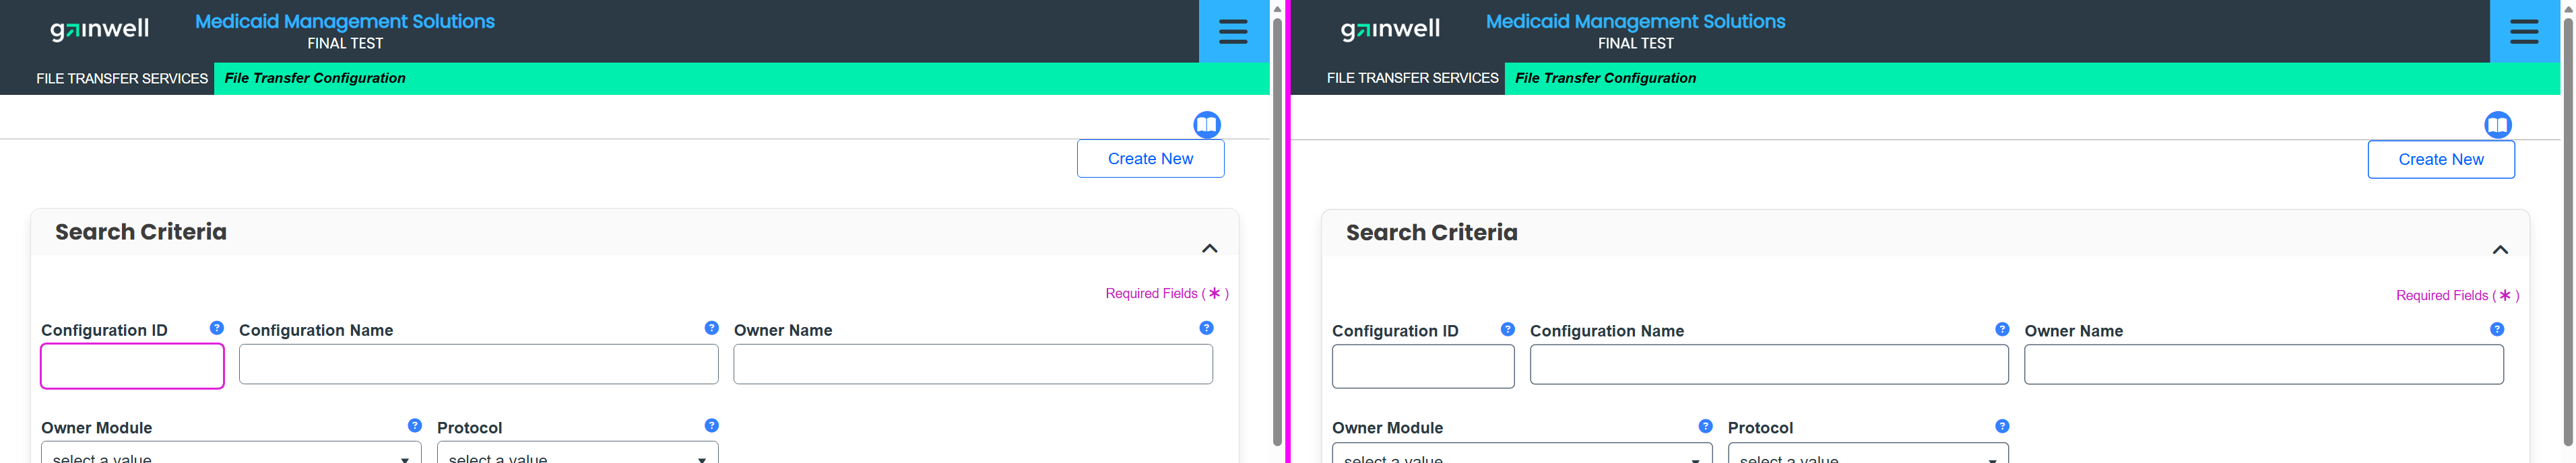 gainwell
Medicaid Management Solutions
FINAL TEST
FILE TRANSFER SERVICES
File Transfer Configuration
Create New
Search Criteria
Required Fields ( * )
Configuration ID ? Configuration Name ? Owner Name ?
Owner Module ? Protocol ?
select a value select a value
gainwell
Medicaid Management Solutions
FINAL TEST
FILE TRANSFER SERVICES
File Transfer Configuration
Create New
Search Criteria
Required Fields ( * )
Configuration ID ? Configuration Name ? Owner Name ?
Owner Module ? Protocol ?
select a value select a value